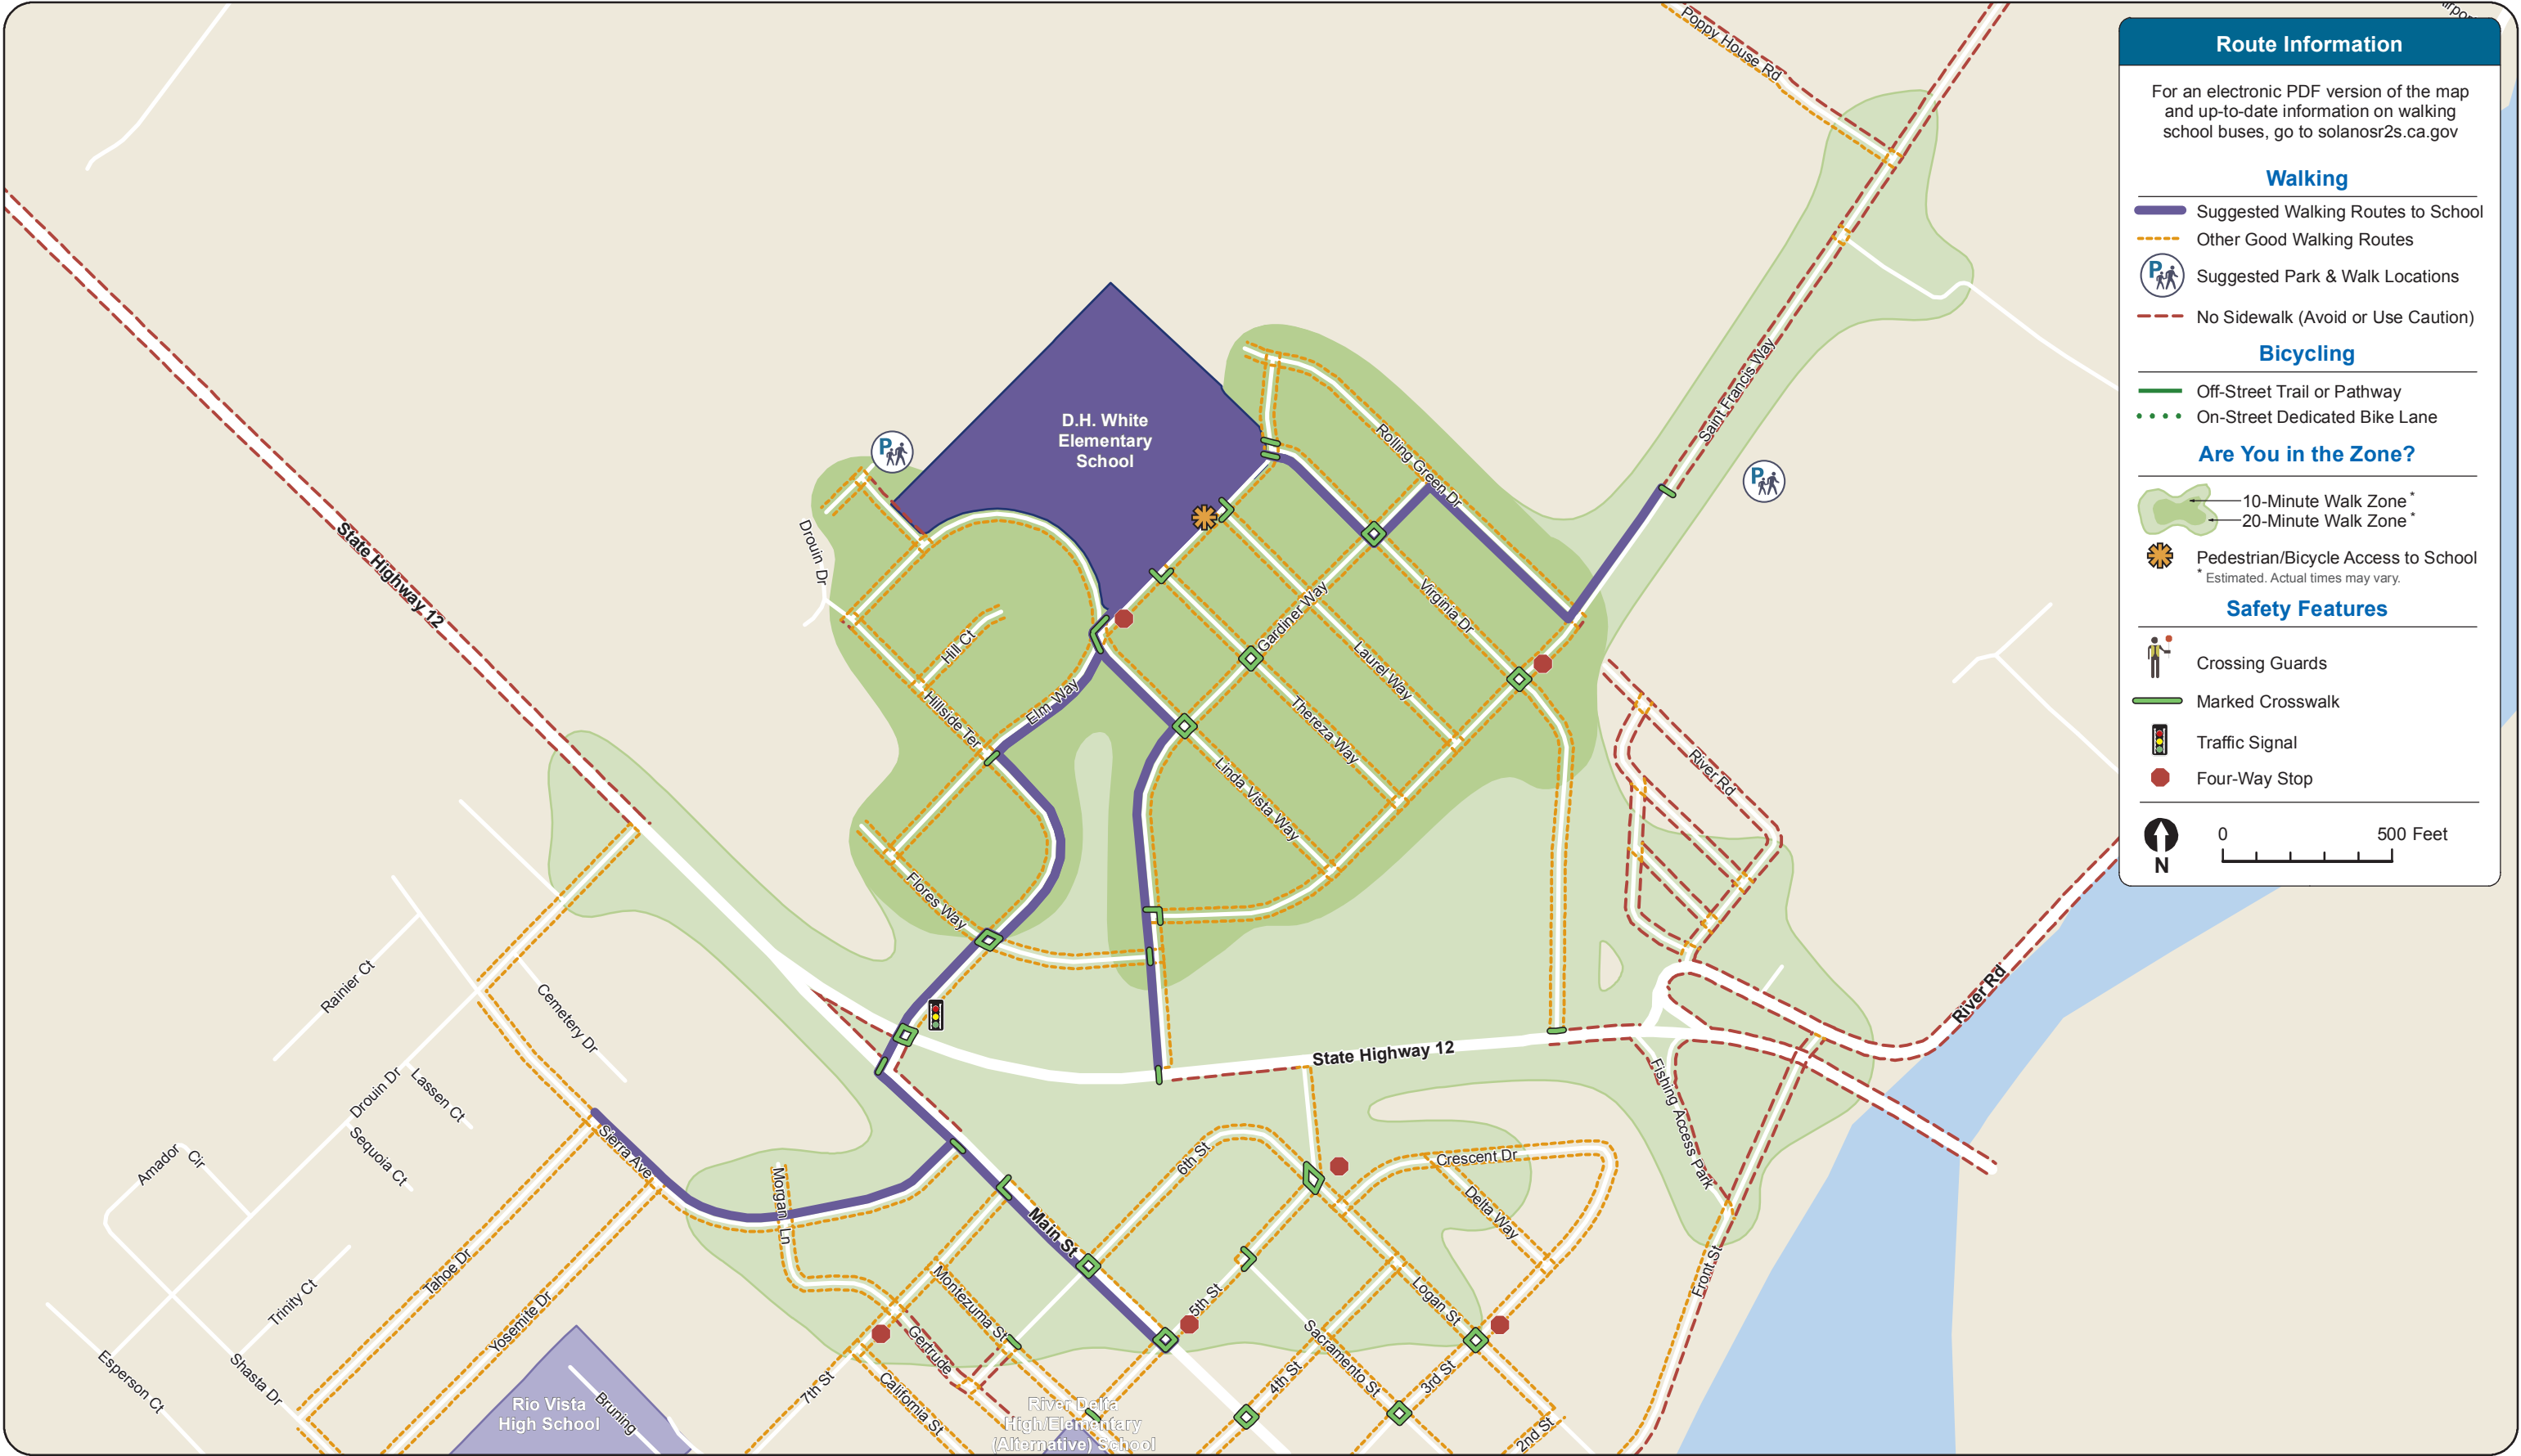 Poppy House Rd
Route Information
For an electronic PDF version of the map
and up-to-date information on walking
school buses, go to solanosr2s.ca.gov
Walking
Suggested Walking Routes to School
Other Good Walking Routes
P
Suggested Park & Walk Locations
No Sidewalk (Avoid or Use Caution)
Bicycling
Off-Street Trail or Pathway
On-Street Dedicated Bike Lane
Are You in the Zone?
10-Minute Walk Zone *
20-Minute Walk Zone *
Pedestrian/Bicycle Access to School
* Estimated. Actual times may vary.
Safety Features
Crossing Guards
Marked Crosswalk
Traffic Signal
Four-Way Stop
N
0 500 Feet
D.H. White
Elementary
School
P
P
Saint Francis Way
Rolling Green Dr
State Highway 12
Drouin Dr
Hill Ct
Gardiner Way
Virginia Dr
Laurel Way
Elm Way
Hillside Ter
Thereza Way
Linda Vista Way
River Rd
Flores Way
Rainier Ct
Cemetery Dr
River Rd
State Highway 12
Drouin Dr
Lassen Ct
Sequoia Ct
Amador Cir
Sierra Ave
Morgan Ln
6th St
Crescent Dr
Fishing Access Park
Delta Way
Main St
Tahoe Dr
Trinity Ct
Yosemite Dr
Montezuma St
5th St
Logan St
Front St
Gertrude
Sacramento St
Esperson Ct
Shasta Dr
7th St
California St
4th St
3rd St
2nd St
Rio Vista
High School
Bruning
River Delta
High/Elementary
(Alternative) School